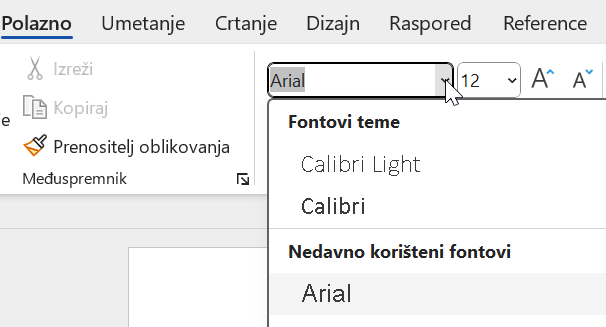 Polazno Umetanje Crtanje Dizajn Raspored Reference
Izreži
Kopiraj
e
Prenositelj oblikovanja
Međuspremnik
Arial 12 A A
Fontovi teme
Calibri Light
Calibri
Nedavno korišteni fontovi
Arial